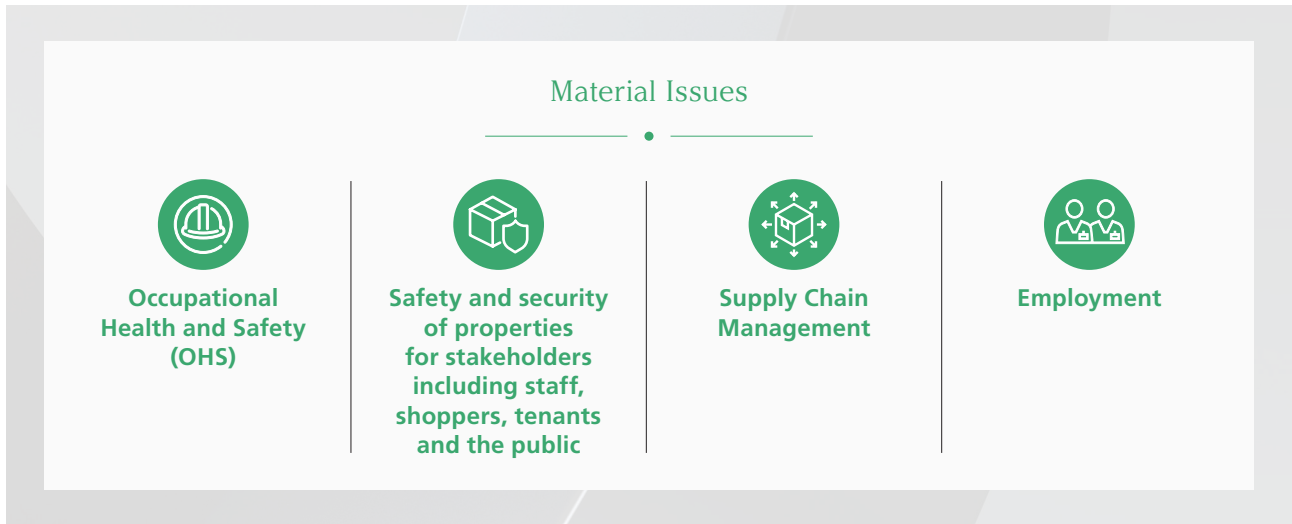 Material Issues
Occupational
Health and Safety
(OHS)
Safety and security
of properties
for stakeholders
including staff,
shoppers, tenants
and the public
Supply Chain
Management
Employment